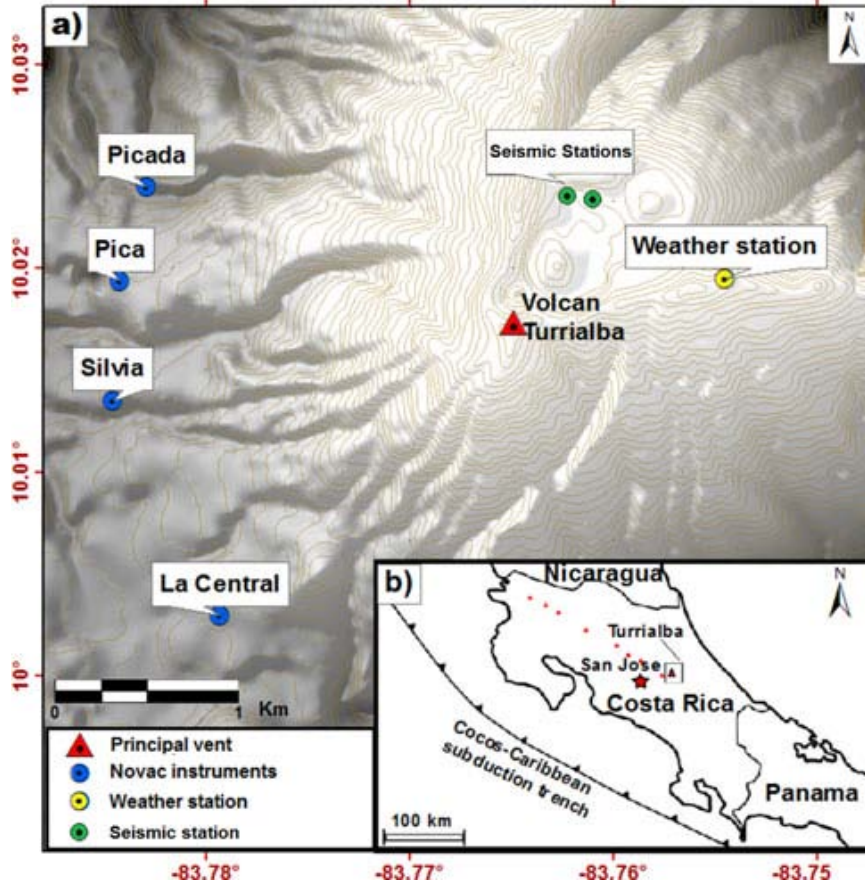 a)
N
10.03°
Picada
Seismic Stations
Pica
Weather station
10.02°
Volcan
Turrialba
Silvia
10.01°
La Central
10°
0 1 Km
Principal vent
Novac instruments
Weather station
Seismic station
b)
N
Nicaragua
Turrialba
San Jose
Costa Rica
Cocos-Caribbean
subduction trench
Panama
100 km
-83.78° -83.77° -83.76° -83.75